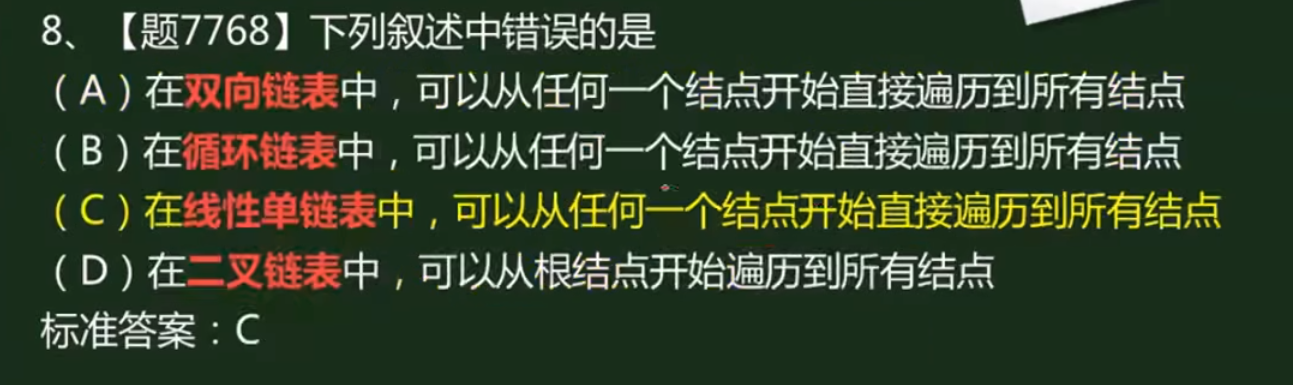 8、【题7768】下列叙述中错误的是
（A）在双向链表中，可以从任何一个结点开始直接遍历到所有结点
（B）在循环链表中，可以从任何一个结点开始直接遍历到所有结点
（C）在线性单链表中，可以从任何一个结点开始直接遍历到所有结点
（D）在二叉链表中，可以从根结点开始遍历到所有结点
标准答案：C